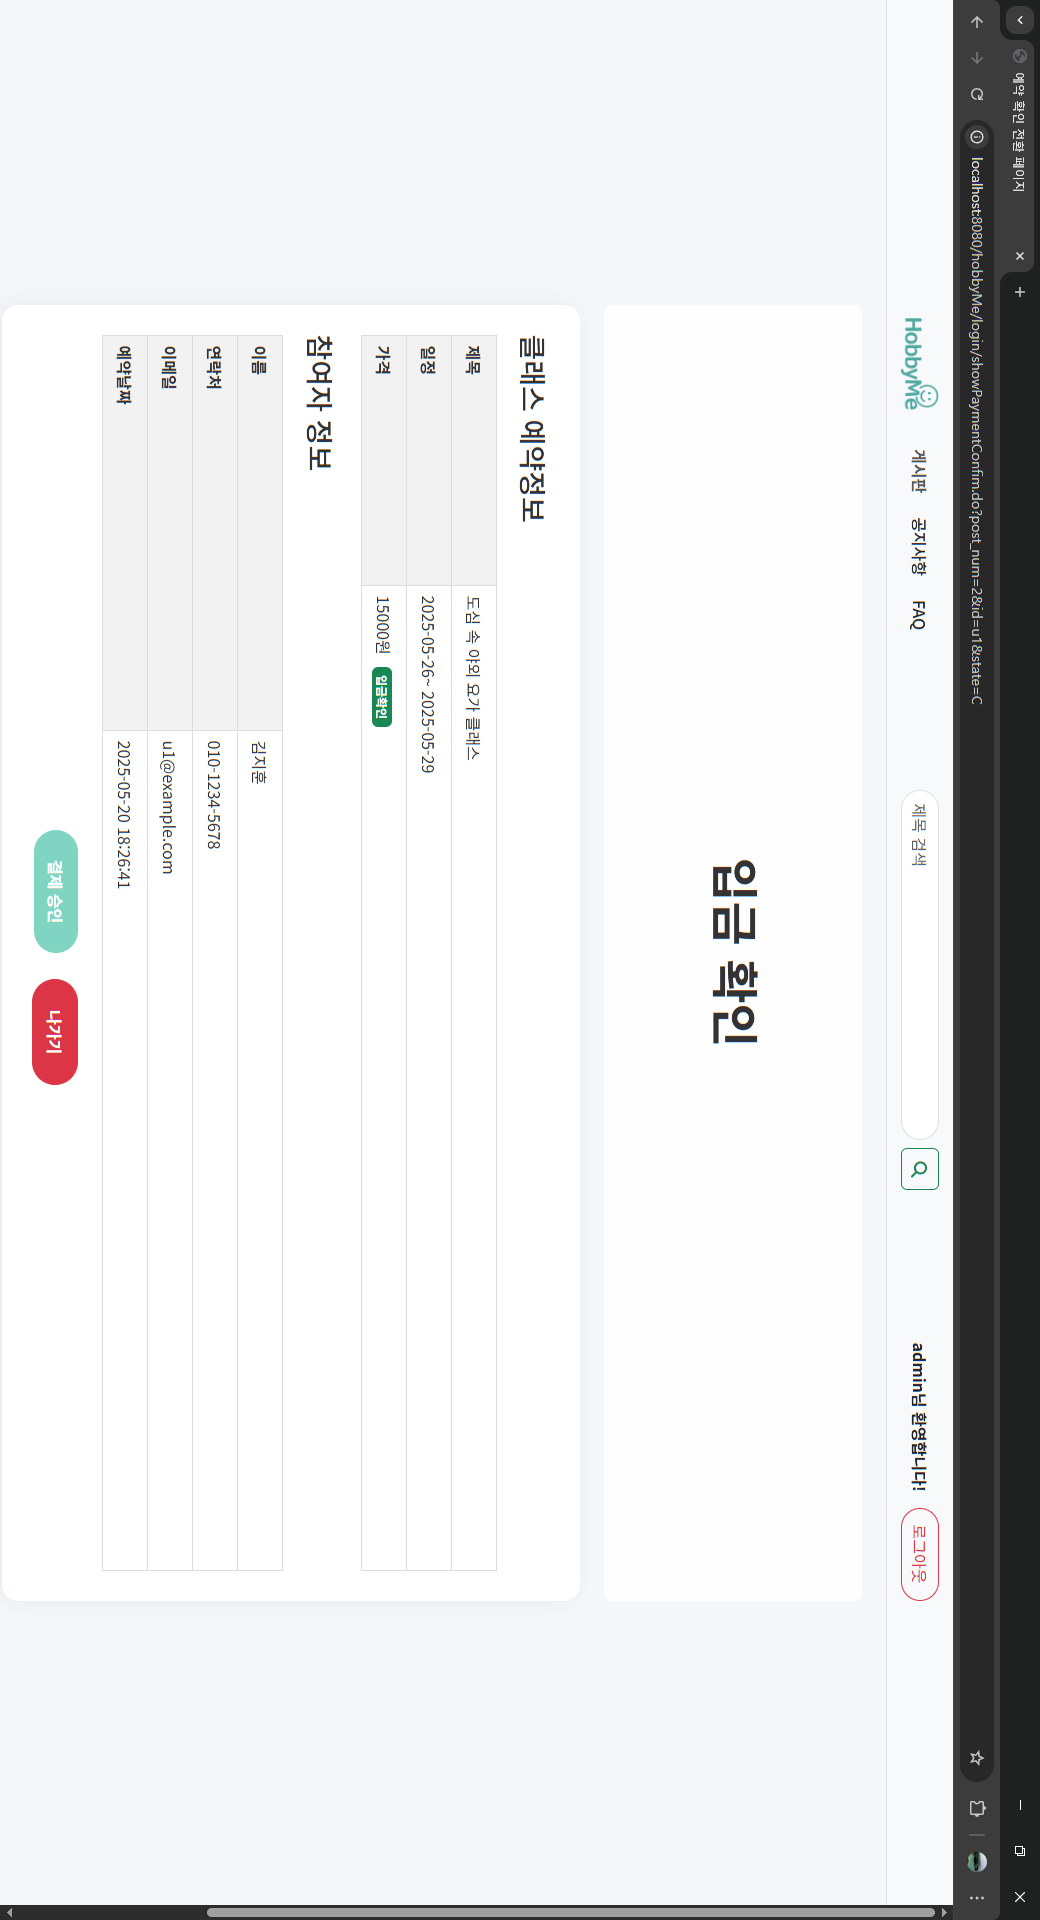 예약 확인 전환 페이지
localhost:8080/hobbyMe/login/showPaymentConfim.do?post_num=2&id=u1&state=C
HobbyMe 게시판 공지사항 FAQ 제목 검색 admin님 환영합니다! 로그아웃
입금 확인
클래스 예약정보
제목 도심 속 야외 요가 클래스
일정 2025-05-26~ 2025-05-29
가격 15000원 입금확인
참여자 정보
이름 김지훈
연락처 010-1234-5678
이메일 u1@example.com
예약날짜 2025-05-20 18:26:41
결제 승인 나가기